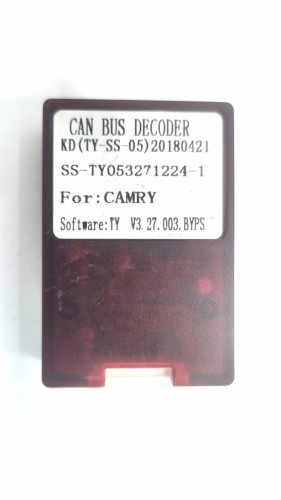 CAN BUS DECODER
KD(TY-SS-05)20180421
SS-TY053271224-1
For:CAMRY
Software:TY V3.27.003.BYPS